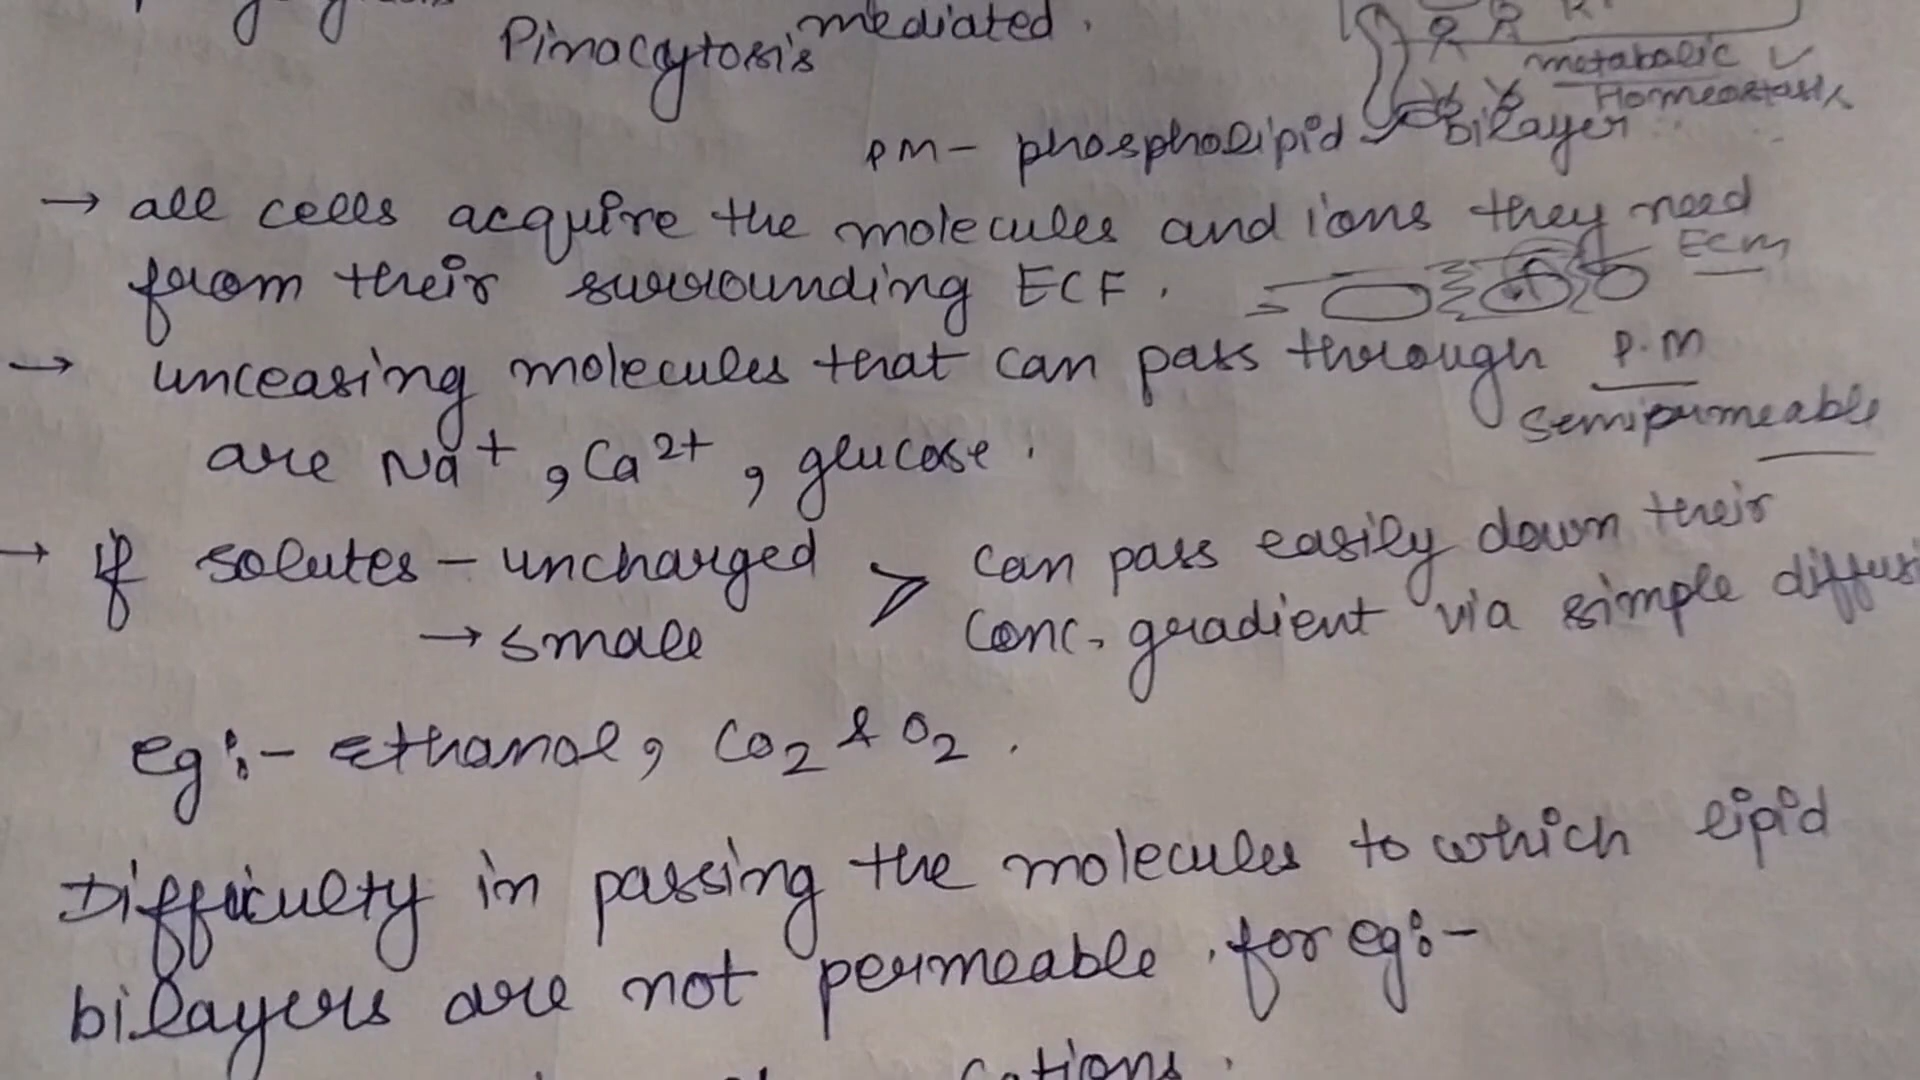 mediated.
Pinocytosis
metabolic
Homeostasis
PM - phospholipid bilayer
→ all cells acquire the molecules and ions they need
from their surrounding ECF.
ECM
→ unceasing molecules that can pass through P.M
Semipermeable
are Na+, Ca2+, glucose.
→ if solutes - uncharged > can pass easily down their
→ small conc. gradient via simple diffusi
eg:- Ethanol, CO2 & O2.
Difficulty in passing the molecules to which lipid
bilayers are not permeable. for eg:-
cations.